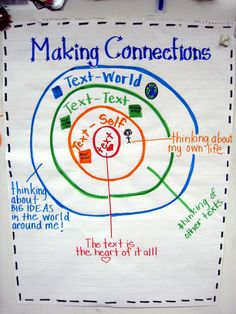 Making Connections
Text-World
Text-Text
Text-Self
Text
thinking about
my own life
thinking
about
BIG IDEAS
in the world
around me!
thinking of
other texts
The text is
the heart of it all!